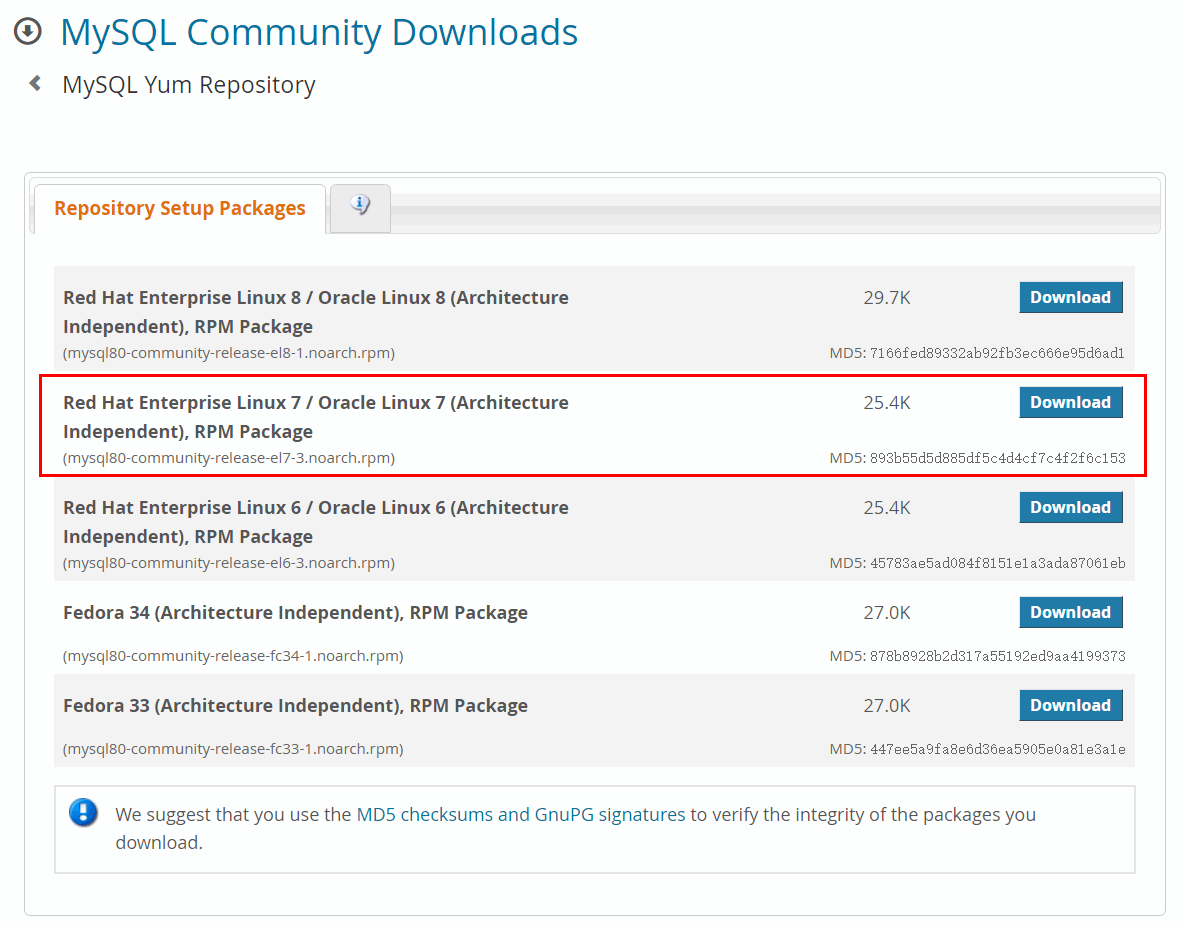 MySQL Community Downloads
MySQL Yum Repository
Repository Setup Packages
Red Hat Enterprise Linux 8 / Oracle Linux 8 (Architecture
Independent), RPM Package
29.7K
Download
(mysql80-community-release-el8-1.noarch.rpm)
MD5: 7166fed89332ab92fb3ec666e95d6ad1
Red Hat Enterprise Linux 7 / Oracle Linux 7 (Architecture
Independent), RPM Package
25.4K
Download
(mysql80-community-release-el7-3.noarch.rpm)
MD5: 893b55d5d885df5c4d4cf7c4f2f6c153
Red Hat Enterprise Linux 6 / Oracle Linux 6 (Architecture
Independent), RPM Package
25.4K
Download
(mysql80-community-release-el6-3.noarch.rpm)
MD5: 45783ae5ad084f8151e1a3ada87061eb
Fedora 34 (Architecture Independent), RPM Package
27.0K
Download
(mysql80-community-release-fc34-1.noarch.rpm)
MD5: 878b8928b2d317a55192ed9aa4199373
Fedora 33 (Architecture Independent), RPM Package
27.0K
Download
(mysql80-community-release-fc33-1.noarch.rpm)
MD5: 447ee5a9fa8e6d36ea5905e0a81e3a1e
We suggest that you use the MD5 checksums and GnuPG signatures to verify the integrity of the packages you
download.